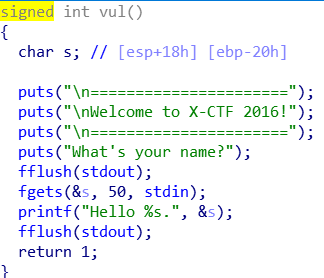 signed int vul()
{
char s; // [esp+18h] [ebp-20h]
puts("\n======================");
puts("\nWelcome to X-CTF 2016!");
puts("\n======================");
puts("What's your name?");
fflush(stdout);
fgets(&s, 50, stdin);
printf("Hello %s.", &s);
fflush(stdout);
return 1;
}